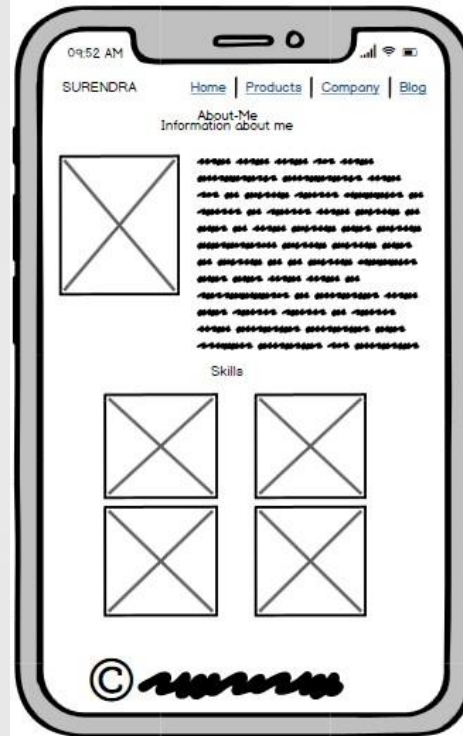 09:52 AM
SURENDRA Home | Products | Company | Blog
About-Me
Information about me
Skills
©